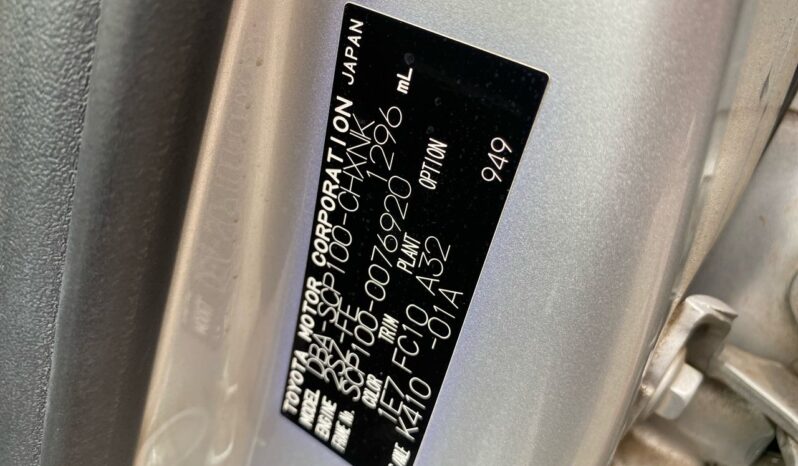 TOYOTA MOTOR CORPORATION JAPAN
MODEL DBA-SCP100-CHXNK
ENGINE 2SZ-FE 1296 mL
FRAME No. SCP100-0076920
COLOR TRIM PLANT OPTION
1E7 FC10 A32 949
K410 -01A